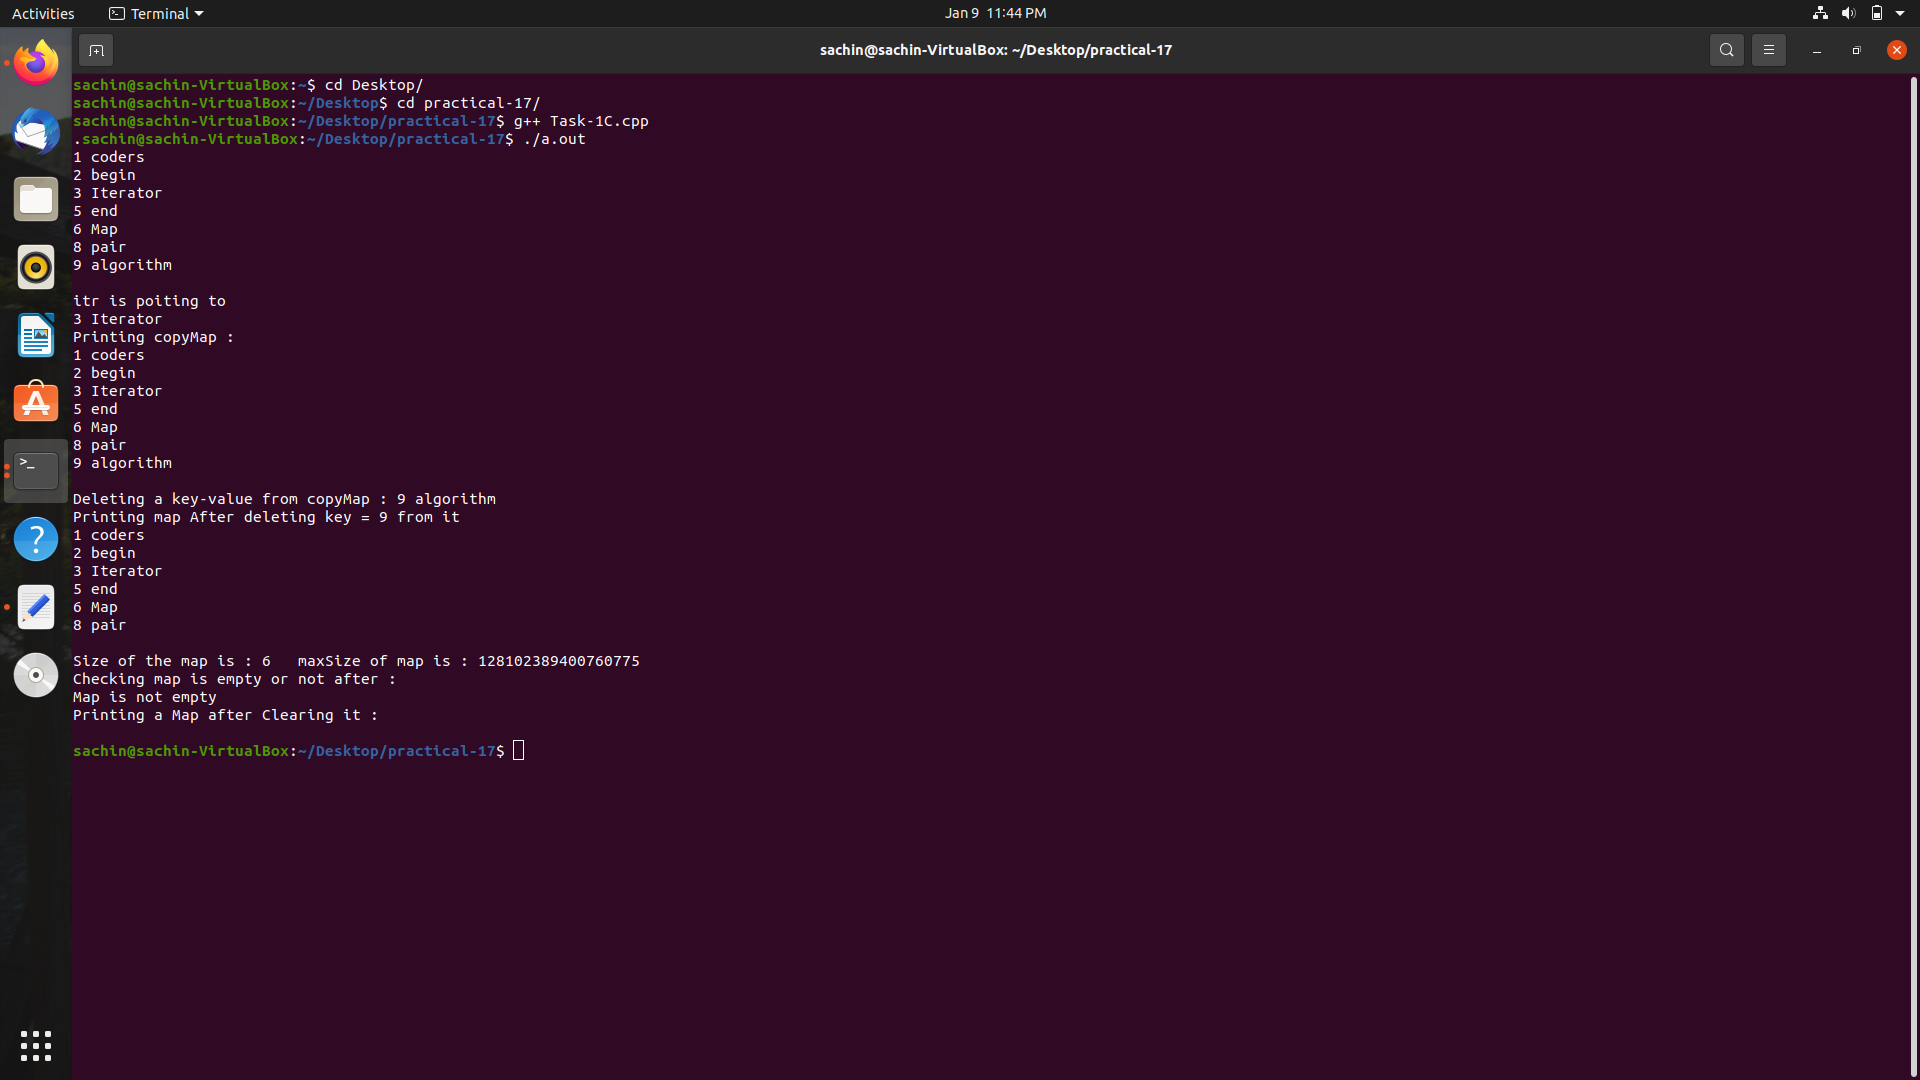 Activities
Terminal
Jan 9 11:44 PM
sachin@sachin-VirtualBox: ~/Desktop/practical-17
sachin@sachin-VirtualBox:~$ cd Desktop/
sachin@sachin-VirtualBox:~/Desktop$ cd practical-17/
sachin@sachin-VirtualBox:~/Desktop/practical-17$ g++ Task-1C.cpp
.sachin@sachin-VirtualBox:~/Desktop/practical-17$ ./a.out
1 coders
2 begin
3 Iterator
5 end
6 Map
8 pair
9 algorithm
itr is poiting to
3 Iterator
Printing copyMap :
1 coders
2 begin
3 Iterator
5 end
6 Map
8 pair
9 algorithm
Deleting a key-value from copyMap : 9 algorithm
Printing map After deleting key = 9 from it
1 coders
2 begin
3 Iterator
5 end
6 Map
8 pair
Size of the map is : 6   maxSize of map is : 128102389400760775
Checking map is empty or not after :
Map is not empty
Printing a Map after Clearing it :
sachin@sachin-VirtualBox:~/Desktop/practical-17$